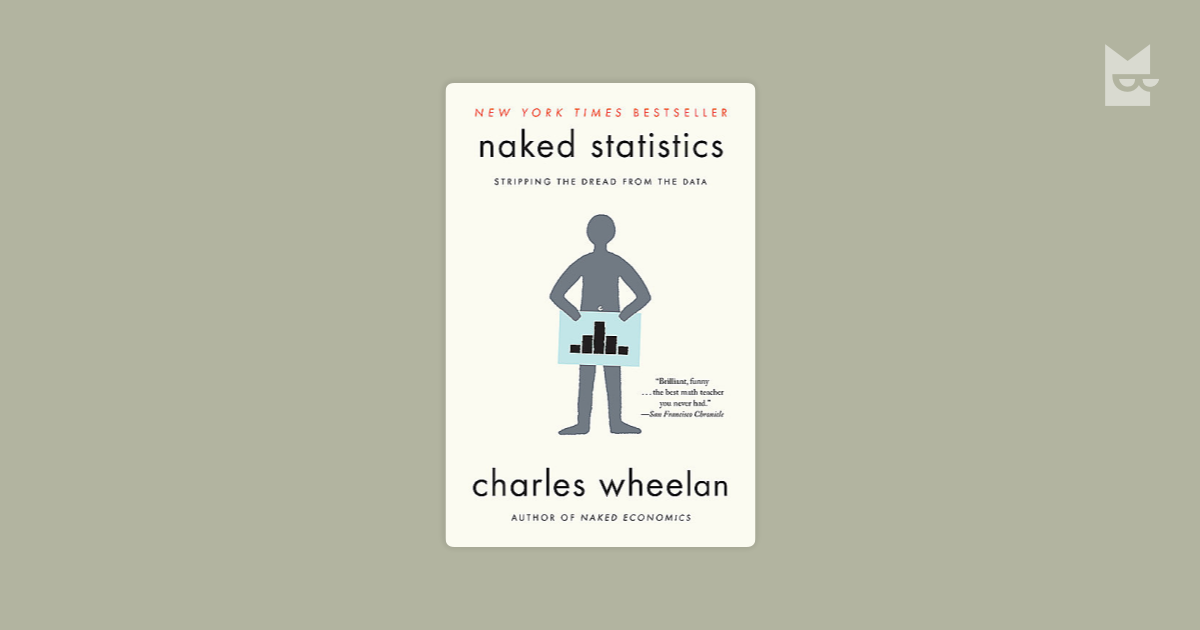 NEW YORK TIMES BESTSELLER
naked statistics
STRIPPING THE DREAD FROM THE DATA
“Brilliant, funny
...the best math teacher
you never had.”
—San Francisco Chronicle
charles wheelan
AUTHOR OF NAKED ECONOMICS